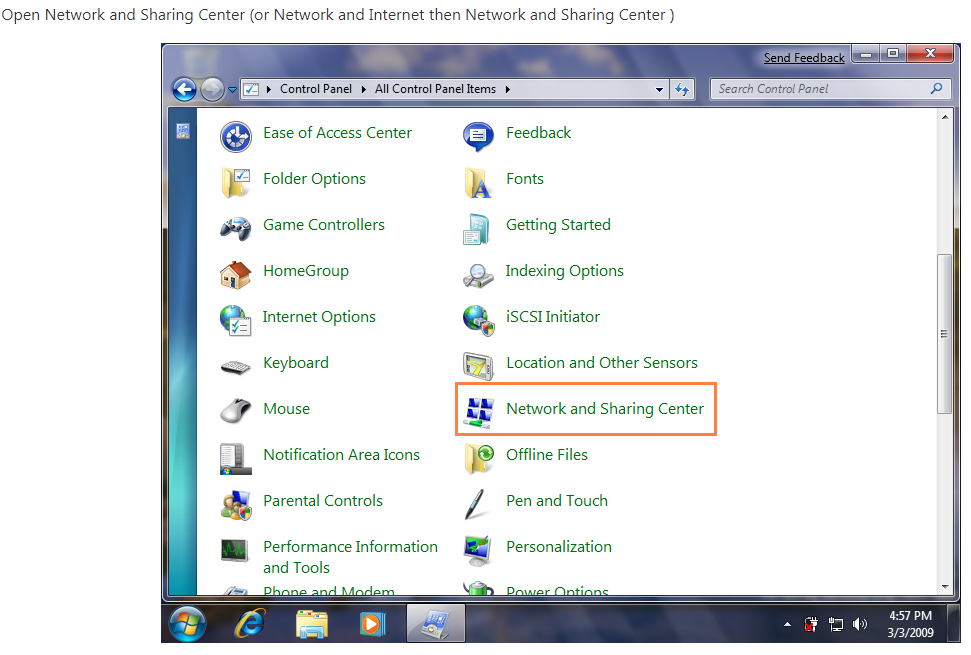 Open Network and Sharing Center (or Network and Internet then Network and Sharing Center )
Send Feedback
Control Panel All Control Panel Items
Search Control Panel
Ease of Access Center
Feedback
Folder Options
Fonts
Game Controllers
Getting Started
HomeGroup
Indexing Options
Internet Options
iSCSI Initiator
Keyboard
Location and Other Sensors
Mouse
Network and Sharing Center
Notification Area Icons
Offline Files
Parental Controls
Pen and Touch
Performance Information
and Tools
Personalization
Phone and Modem
Power Options
4:57 PM
3/3/2009